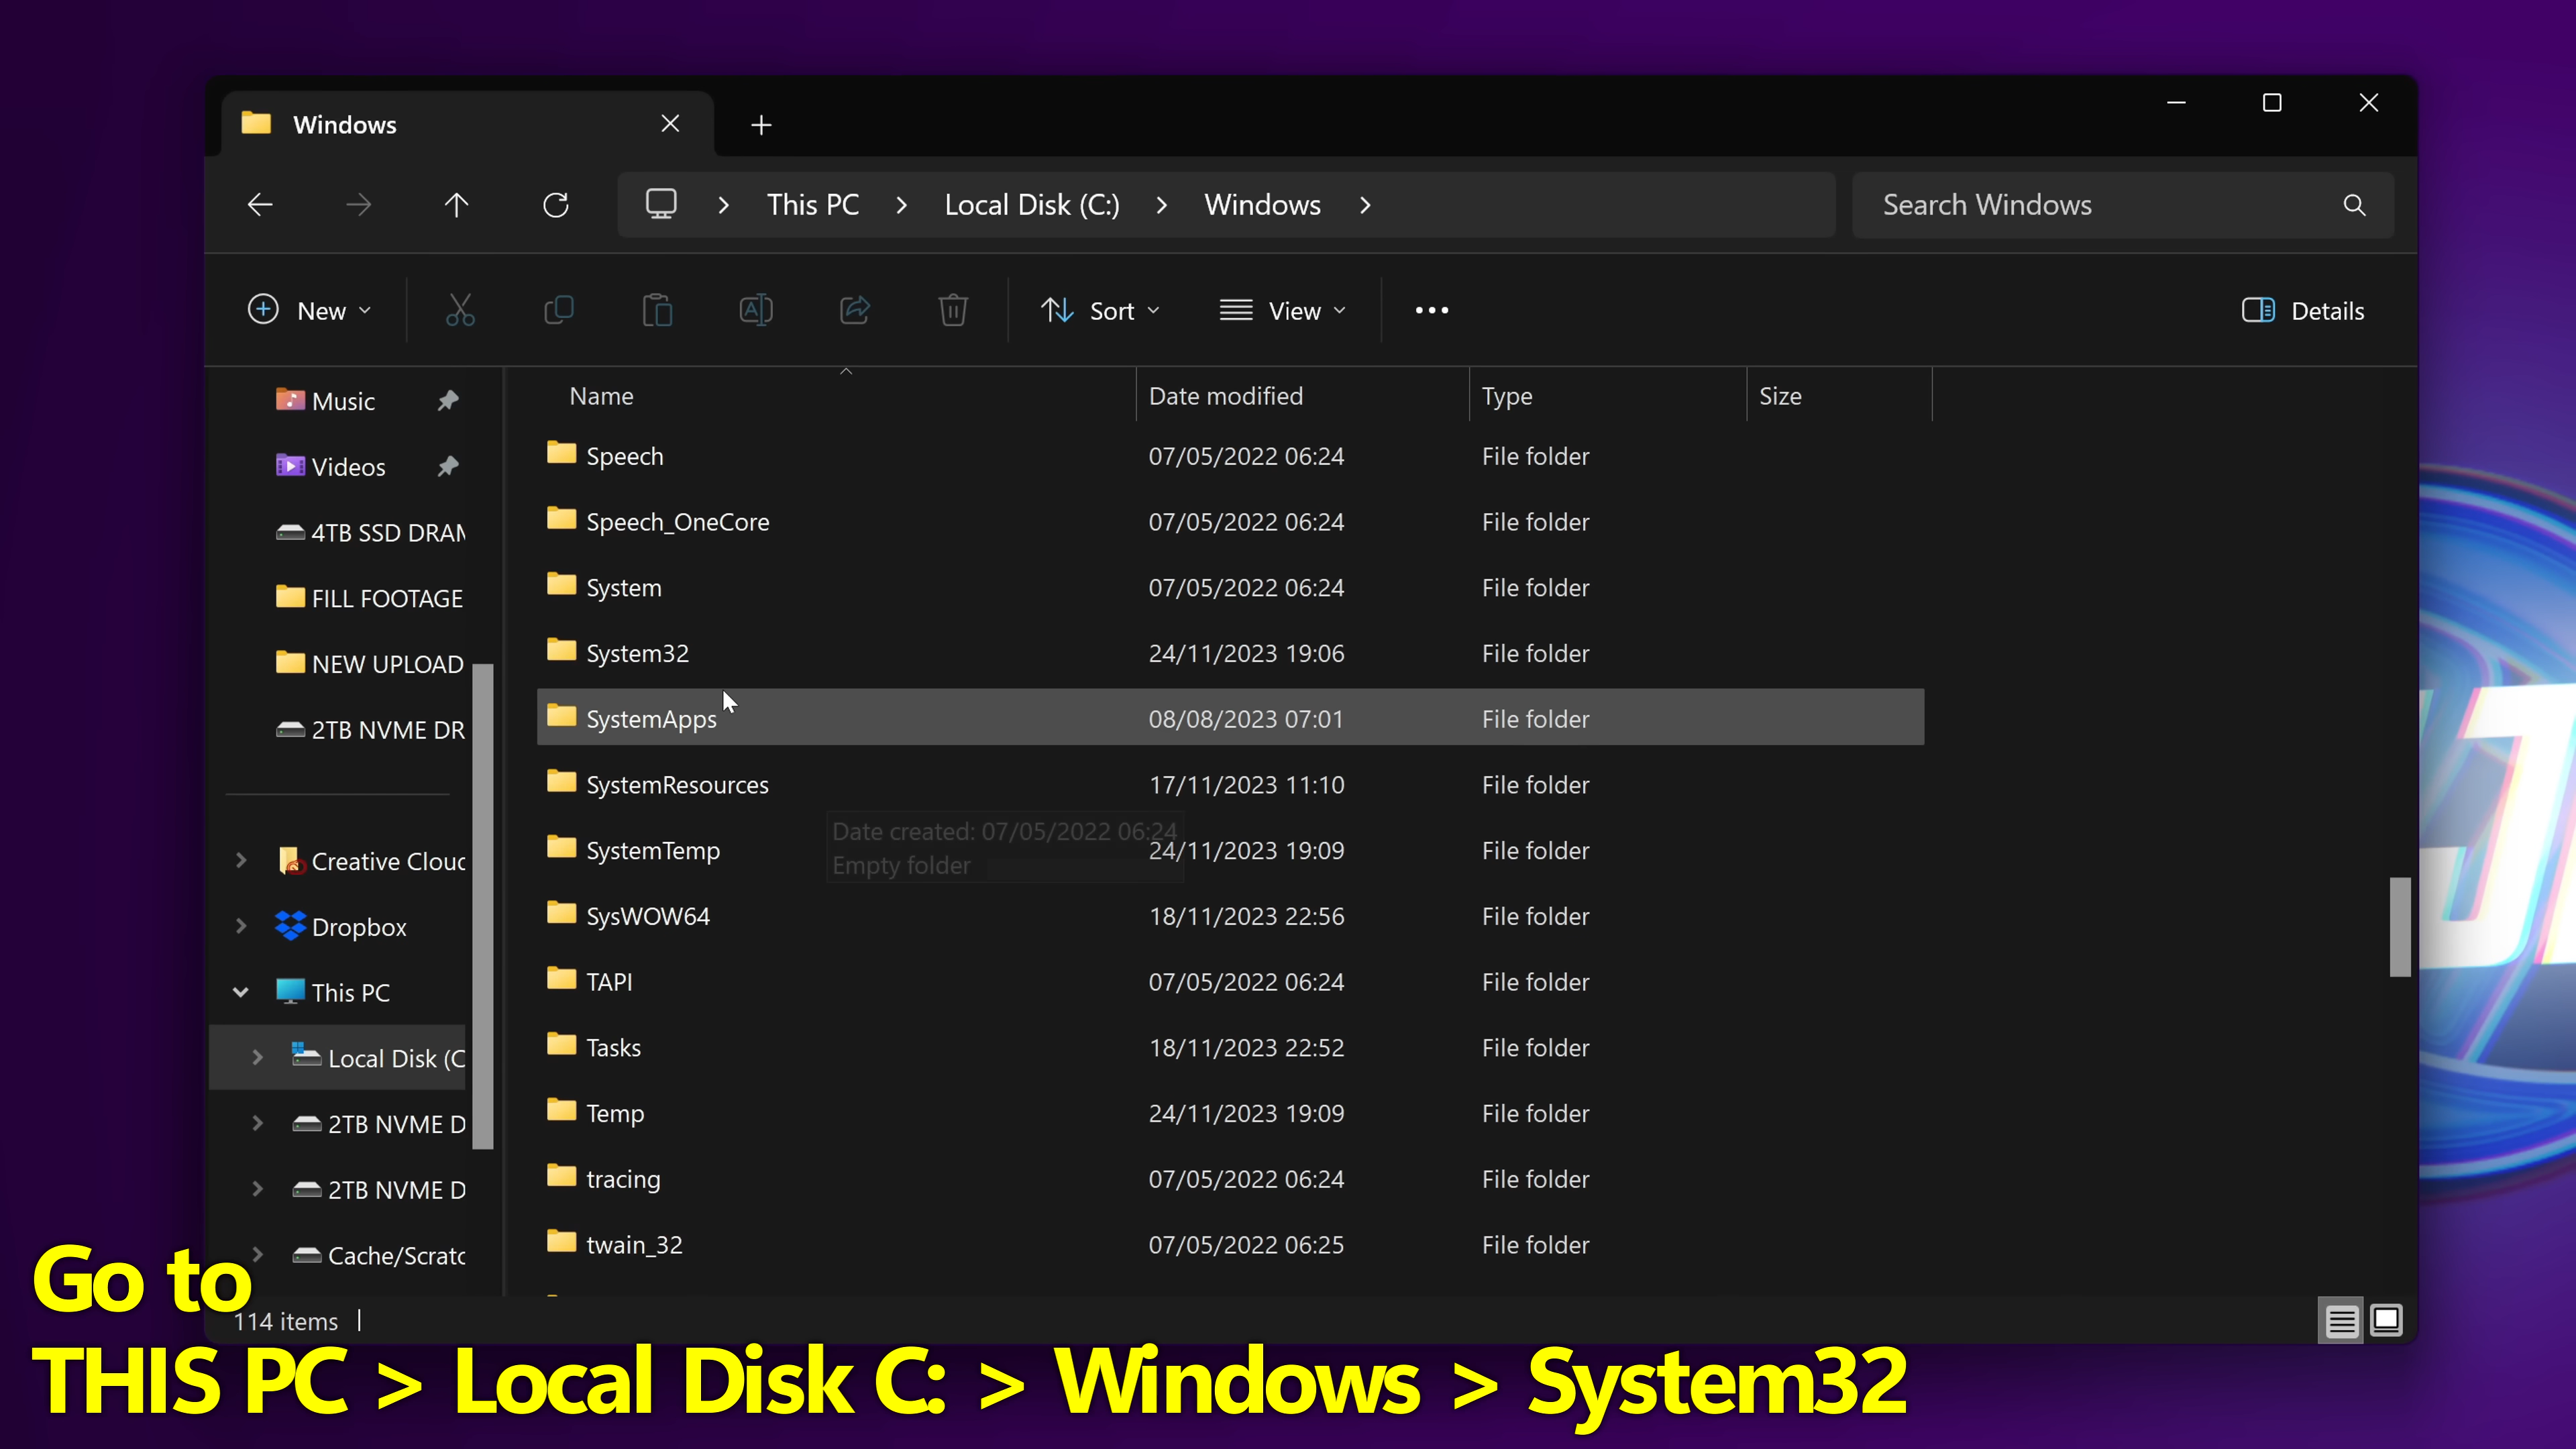 Windows
This PC > Local Disk (C:) > Windows >
Search Windows
New
Sort
View
Details
Music
Videos
4TB SSD
FILL FOOTAGE
NEW UPLOAD
2TB NVME DR
Creative Clouc
Dropbox
This PC
Local Disk (C
2TB NVME D
2TB NVME D
Cache/Scratc
Name Date modified Type Size
Speech 07/05/2022 06:24 File folder
Speech_OneCore 07/05/2022 06:24 File folder
System 07/05/2022 06:24 File folder
System32 24/11/2023 19:06 File folder
SystemApps 08/08/2023 07:01 File folder
SystemResources 17/11/2023 11:10 File folder
Date created: 07/05/2022 06:24
SystemTemp 24/11/2023 19:09 File folder
Empty folder
SysWOW64 18/11/2023 22:56 File folder
TAPI 07/05/2022 06:24 File folder
Tasks 18/11/2023 22:52 File folder
Temp 24/11/2023 19:09 File folder
tracing 07/05/2022 06:24 File folder
twain_32 07/05/2022 06:25 File folder
114 items
Go to
THIS PC > Local Disk C: > Windows > System32